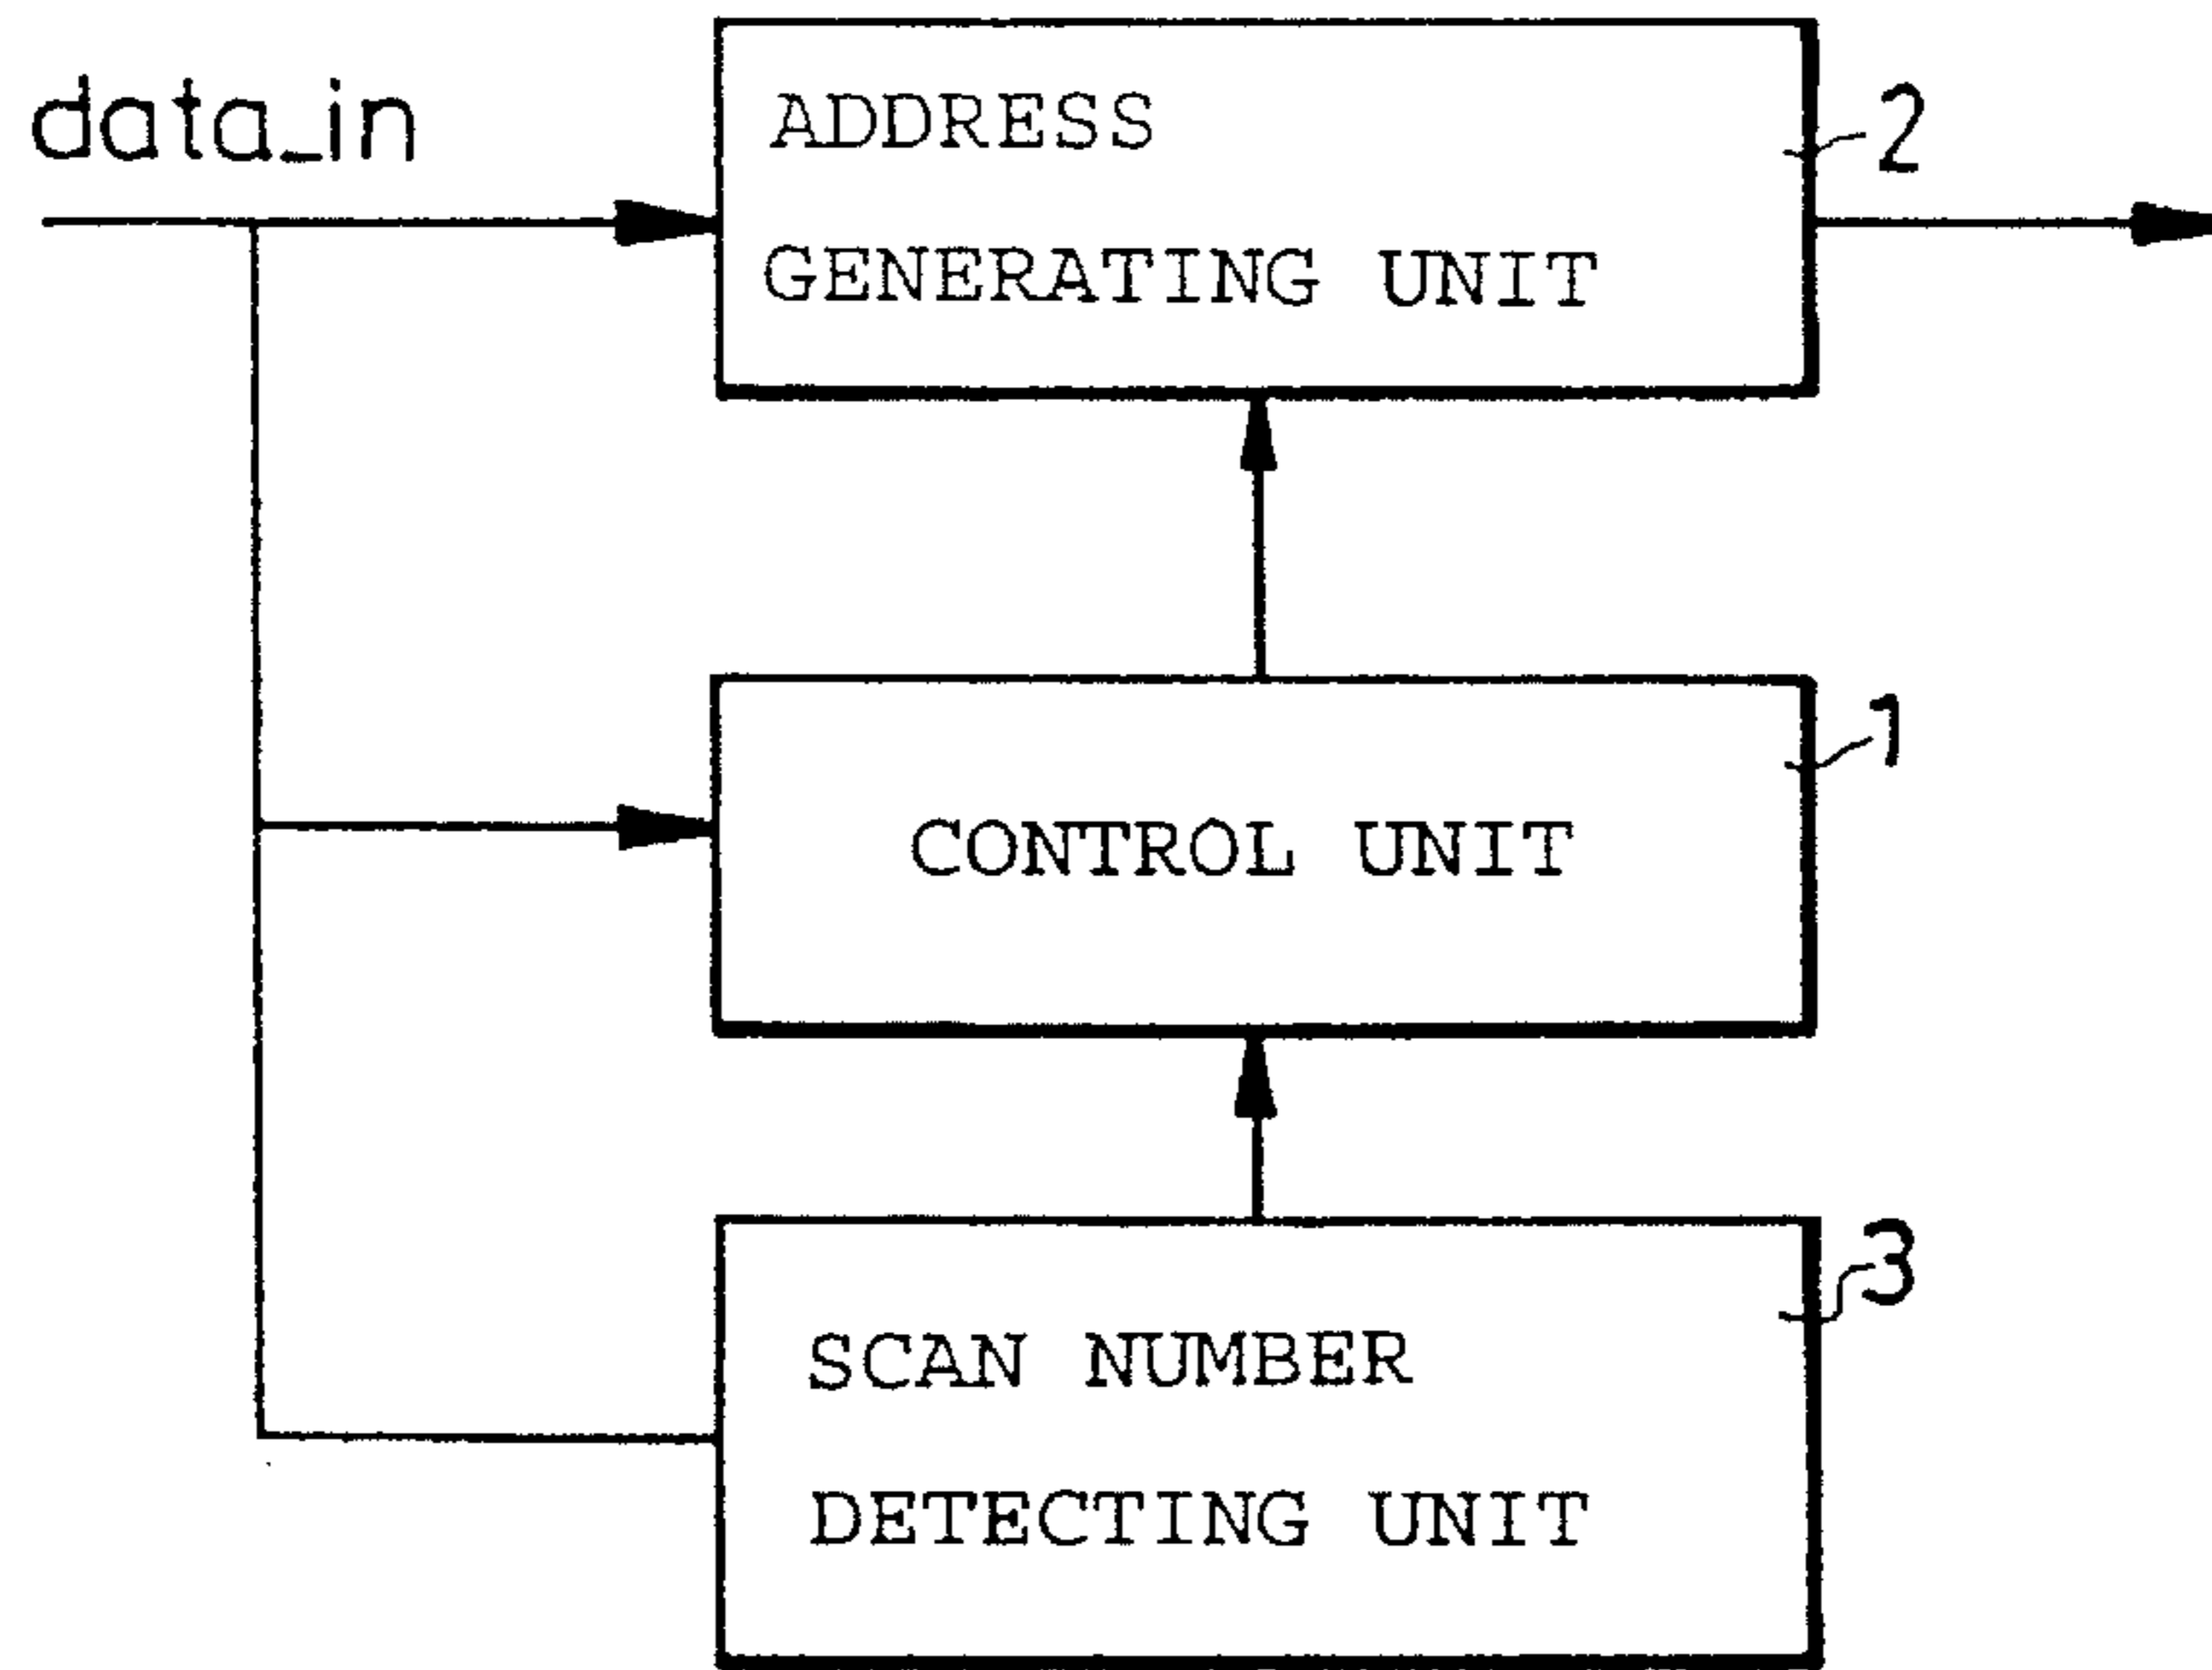 data_in
ADDRESS
GENERATING UNIT
2
CONTROL UNIT
1
SCAN NUMBER
DETECTING UNIT
3